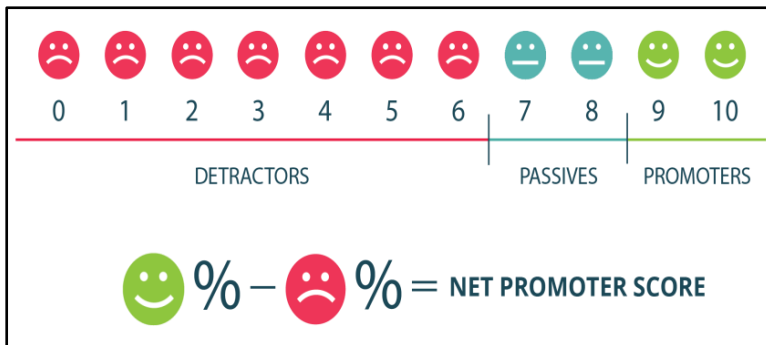 0 1 2 3 4 5 6 7 8 9 10
DETRACTORS PASSIVES PROMOTERS
% – % = NET PROMOTER SCORE